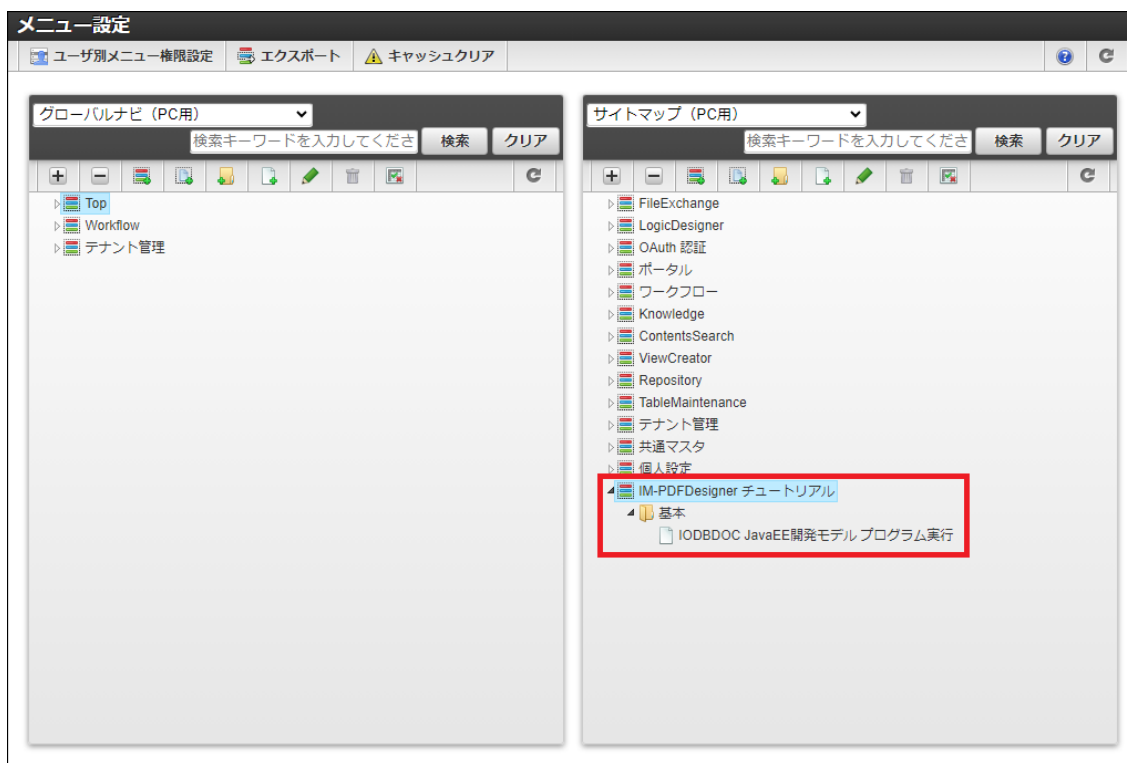 メニュー設定
ユーザ別メニュー権限設定 エクスポート キャッシュクリア
グローバルナビ（PC用）
検索キーワードを入力してくださ 検索 クリア
Top
Workflow
テナント管理
サイトマップ（PC用）
検索キーワードを入力してくださ 検索 クリア
FileExchange
LogicDesigner
OAuth 認証
ポータル
ワークフロー
Knowledge
ContentsSearch
ViewCreator
Repository
TableMaintenance
テナント管理
共通マスタ
個人設定
IM-PDFDesigner チュートリアル
基本
IODBDOC JavaEE開発モデル プログラム実行